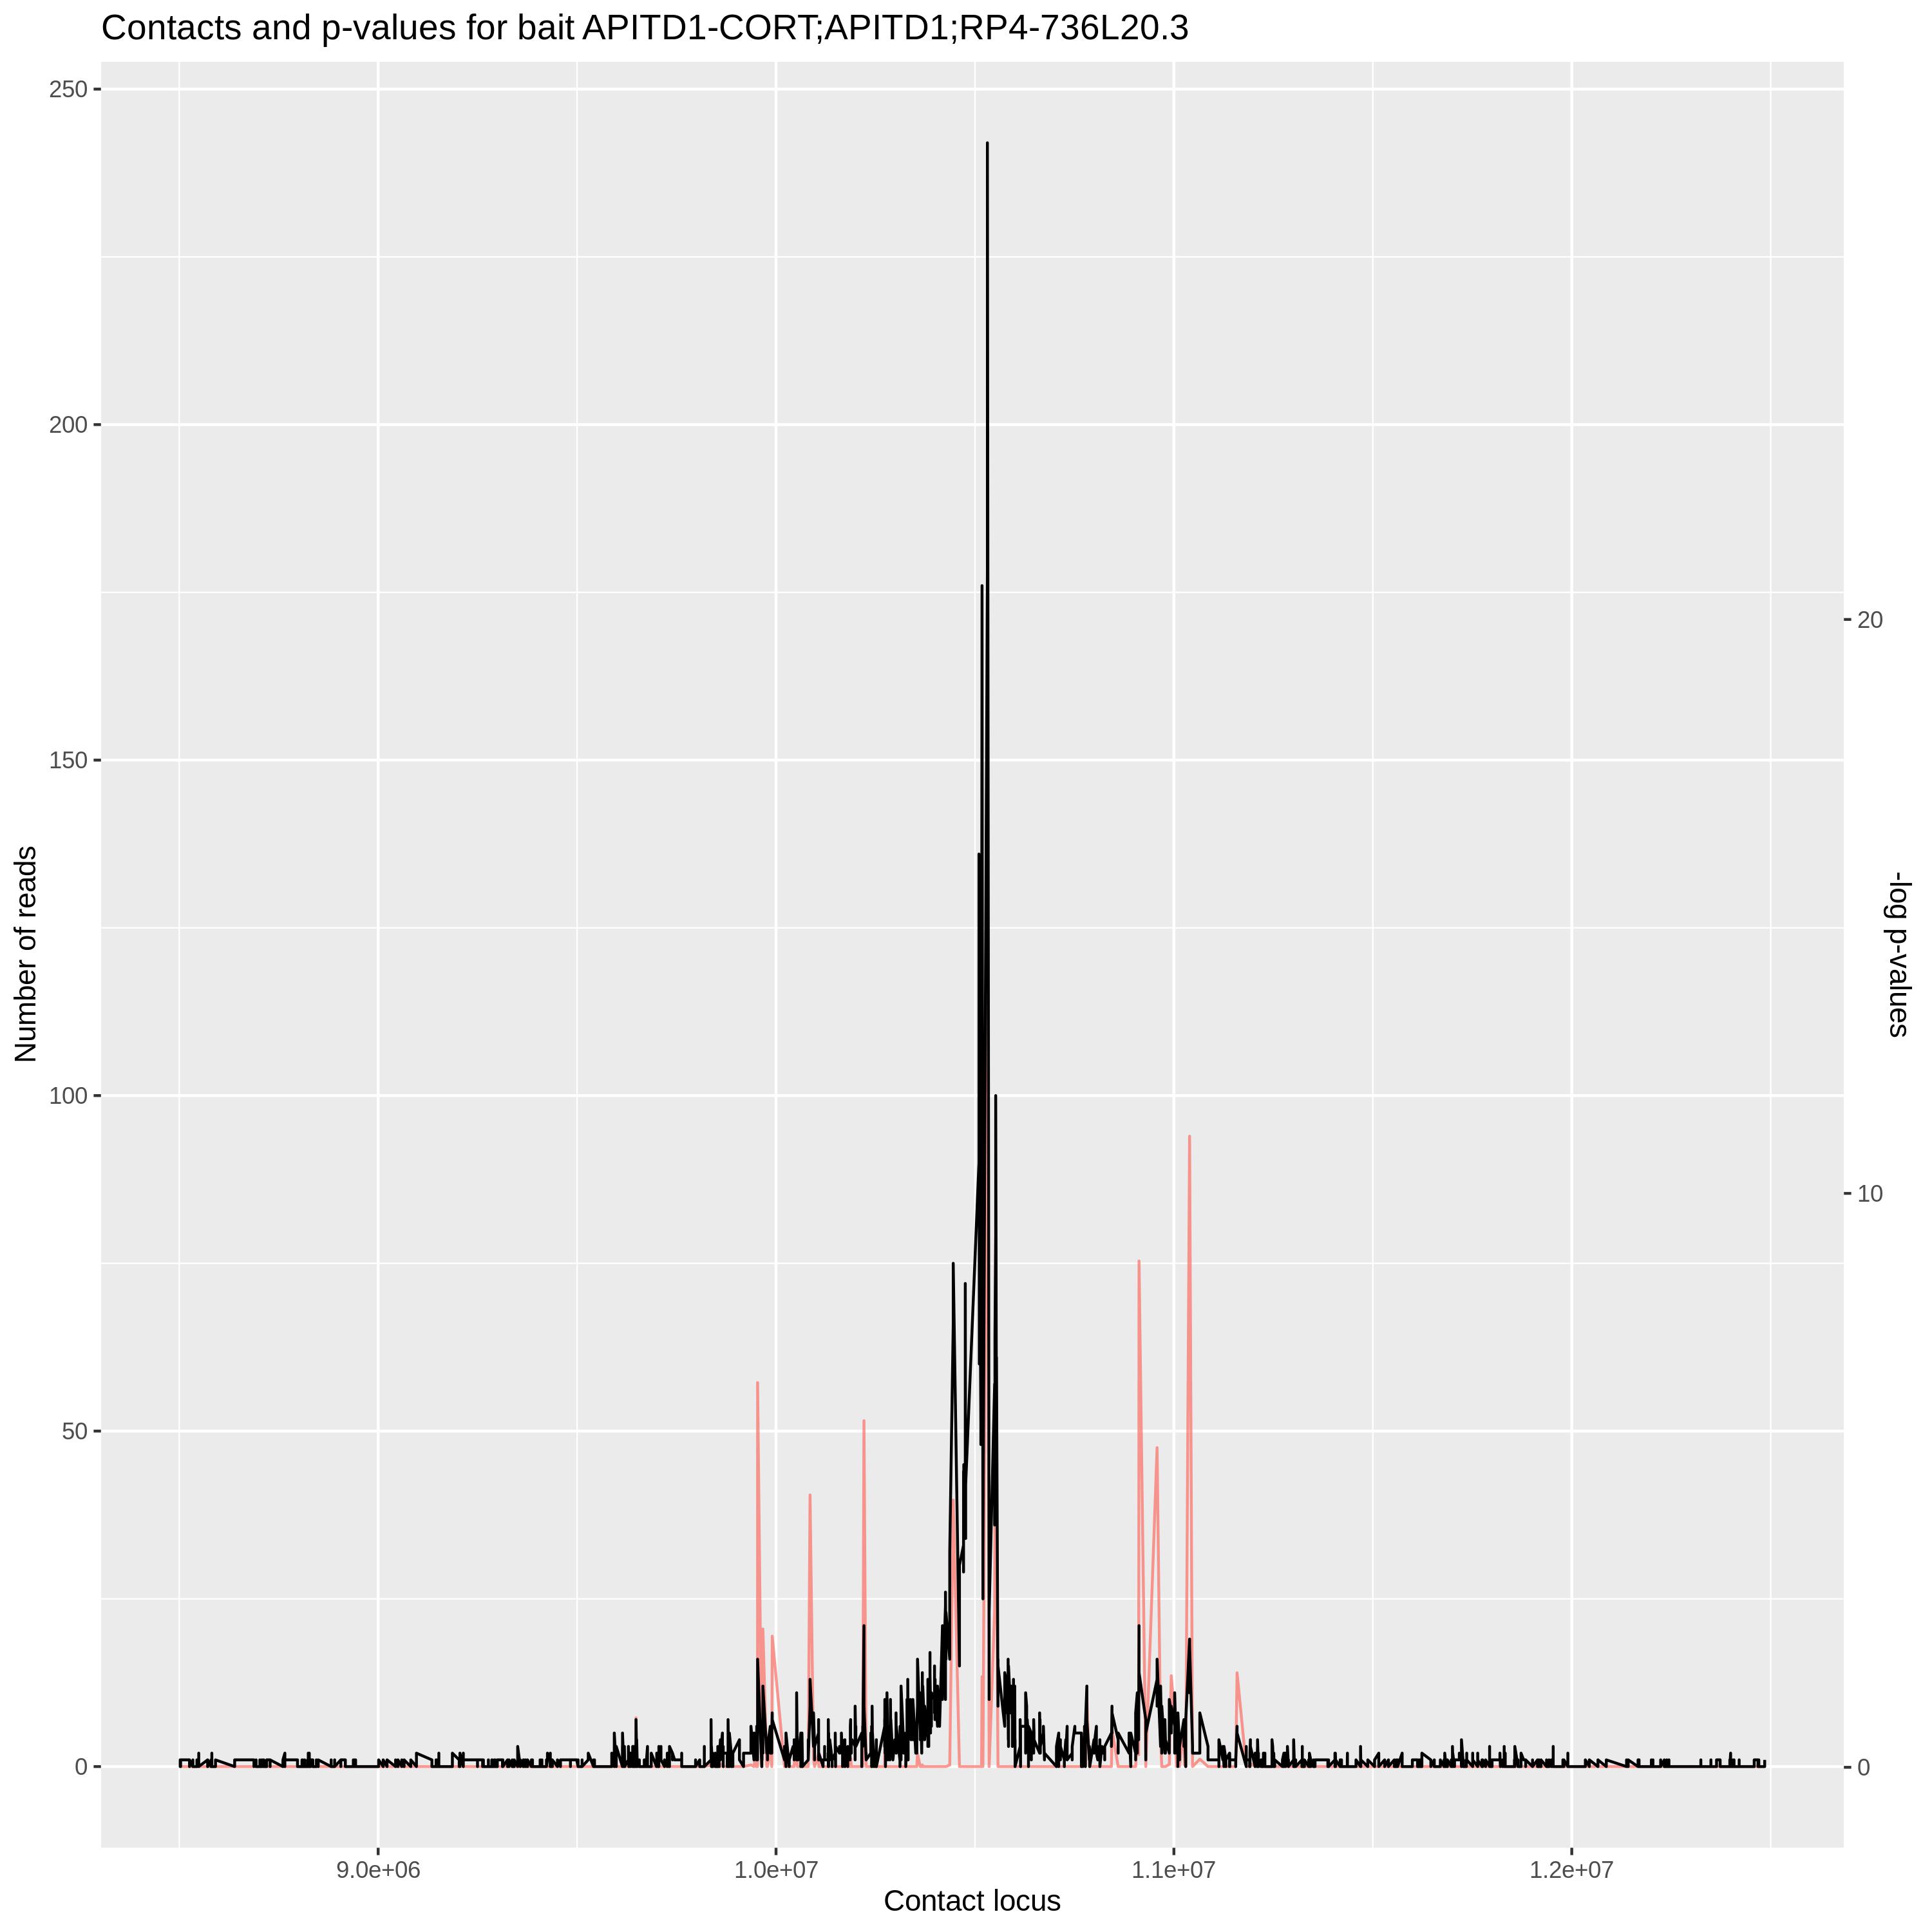 Contacts and p-values for bait APITD1-CORT;APITD1;RP4-736L20.3
250
200
150
100
50
0
Number of reads
20
10
0
-log p-values
9.0e+06
1.0e+07
1.1e+07
1.2e+07
Contact locus